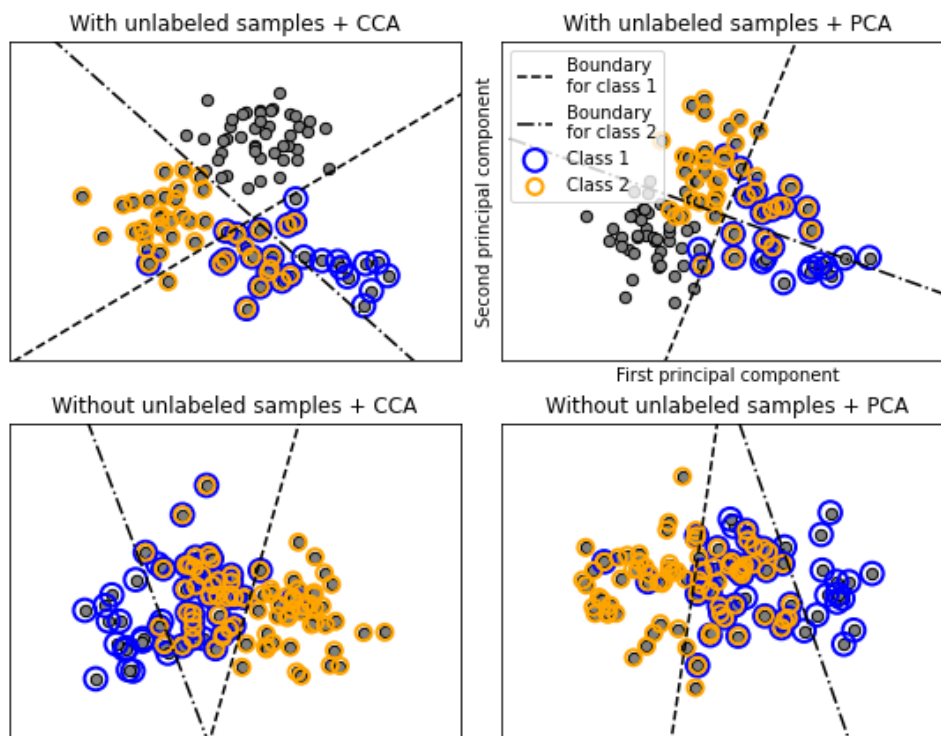 With unlabeled samples + CCA
With unlabeled samples + PCA
Second principal component
Boundary
for class 1
Boundary
for class 2
Class 1
Class 2
First principal component
Without unlabeled samples + CCA
Without unlabeled samples + PCA